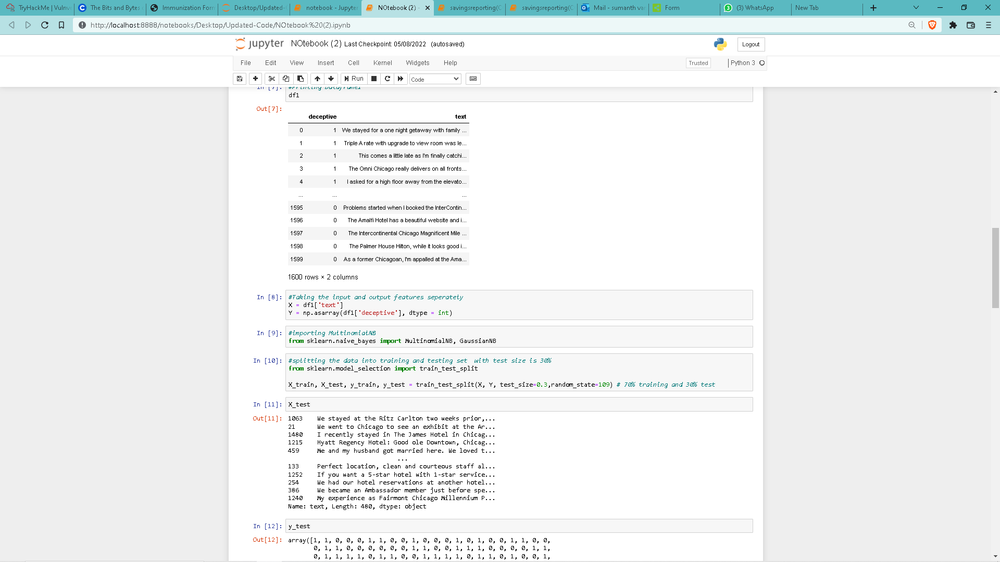 TryHackMe | Vulnv
The Bits and Bytes
Immunization Form
Desktop/Updated-
notebook - Jupyter
NOtebook (2) -
savingsreporting(C
savingsreporting(C
Mail - sumanth var
Form
(3) WhatsApp
New Tab
http://localhost:8888/notebooks/Desktop/Updated-Code/NOtebook%20(2).ipynb
jupyter NOtebook (2) Last Checkpoint: 05/08/2022 (autosaved) Logout
File Edit View Insert Cell Kernel Widgets Help Trusted Python 3
Run Code
In [7]: #Printing Dataframe1
df1
Out[7]:
deceptive text
0 1 We stayed for a one night getaway with family ...
1 1 Triple A rate with upgrade to view room was le...
2 1 This comes a little late as I'm finally catchi...
3 1 The Omni Chicago really delivers on all fronts...
4 1 I asked for a high floor away from the elevato...
... ... ...
1595 0 Problems started when I booked the InterContin...
1596 0 The Amalfi Hotel has a beautiful website and i...
1597 0 The Intercontinental Chicago Magnificent Mile ...
1598 0 The Palmer House Hilton, while it looks good i...
1599 0 As a former Chicagoan, I'm appalled at the Ama...
1600 rows × 2 columns
In [8]: #Taking the input and output features seperately
X = df1['text']
Y = np.asarray(df1['deceptive'], dtype = int)
In [9]: #importing MultinomialNB
from sklearn.naive_bayes import MultinomialNB, GaussianNB
In [10]: #splitting the data into training and testing set  with test size is 30%
from sklearn.model_selection import train_test_split
X_train, X_test, y_train, y_test = train_test_split(X, Y, test_size=0.3,random_state=109) # 70% training and 30% test
In [11]: X_test
Out[11]: 1063    We stayed at the Ritz Carlton two weeks prior,...
21      We went to Chicago to see an exhibit at the Ar...
1480    I recently stayed in The James Hotel in Chicag...
1215    Hyatt Regency Hotel: Good ole Downtown, Chicag...
459     Me and my husband got married here. We loved t...
...
133     Perfect location, clean and courteous staff al...
1252    If you want a 5-star hotel with 1-star service...
254     We had our hotel reservations at another hotel...
386     We became an Ambassador member just before spe...
1240    My experience as Fairmont Chicago Millennium P...
Name: text, Length: 480, dtype: object
In [12]: y_test
Out[12]: array([1, 1, 0, 0, 0, 1, 1, 0, 0, 1, 0, 0, 0, 1, 0, 1, 0, 0, 1, 1, 0, 0,
0, 1, 1, 0, 0, 0, 0, 0, 0, 1, 1, 0, 0, 1, 1, 1, 0, 0, 0, 0, 1, 1,
0, 1, 1, 1, 1, 0, 1, 1, 0, 0, 1, 1, 1, 1, 0, 1, 1, 0, 1, 0, 0, 1,